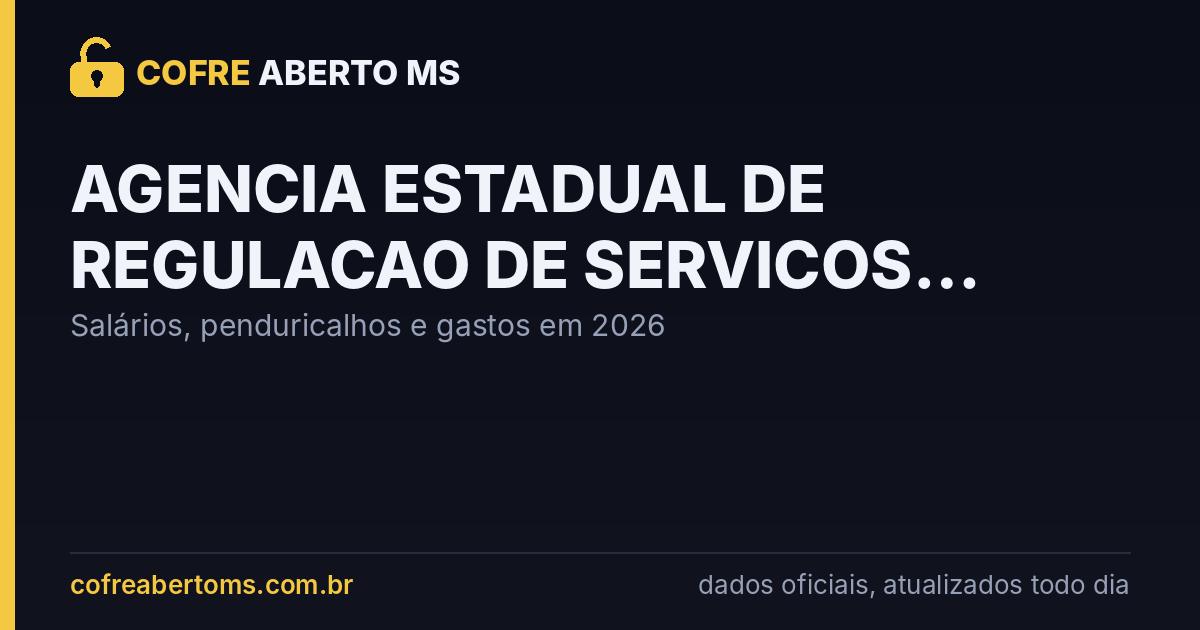 COFRE ABERTO MS
AGENCIA ESTADUAL DE
REGULACAO DE SERVICOS...
Salários, penduricalhos e gastos em 2026
cofreabertoms.com.br
dados oficiais, atualizados todo dia